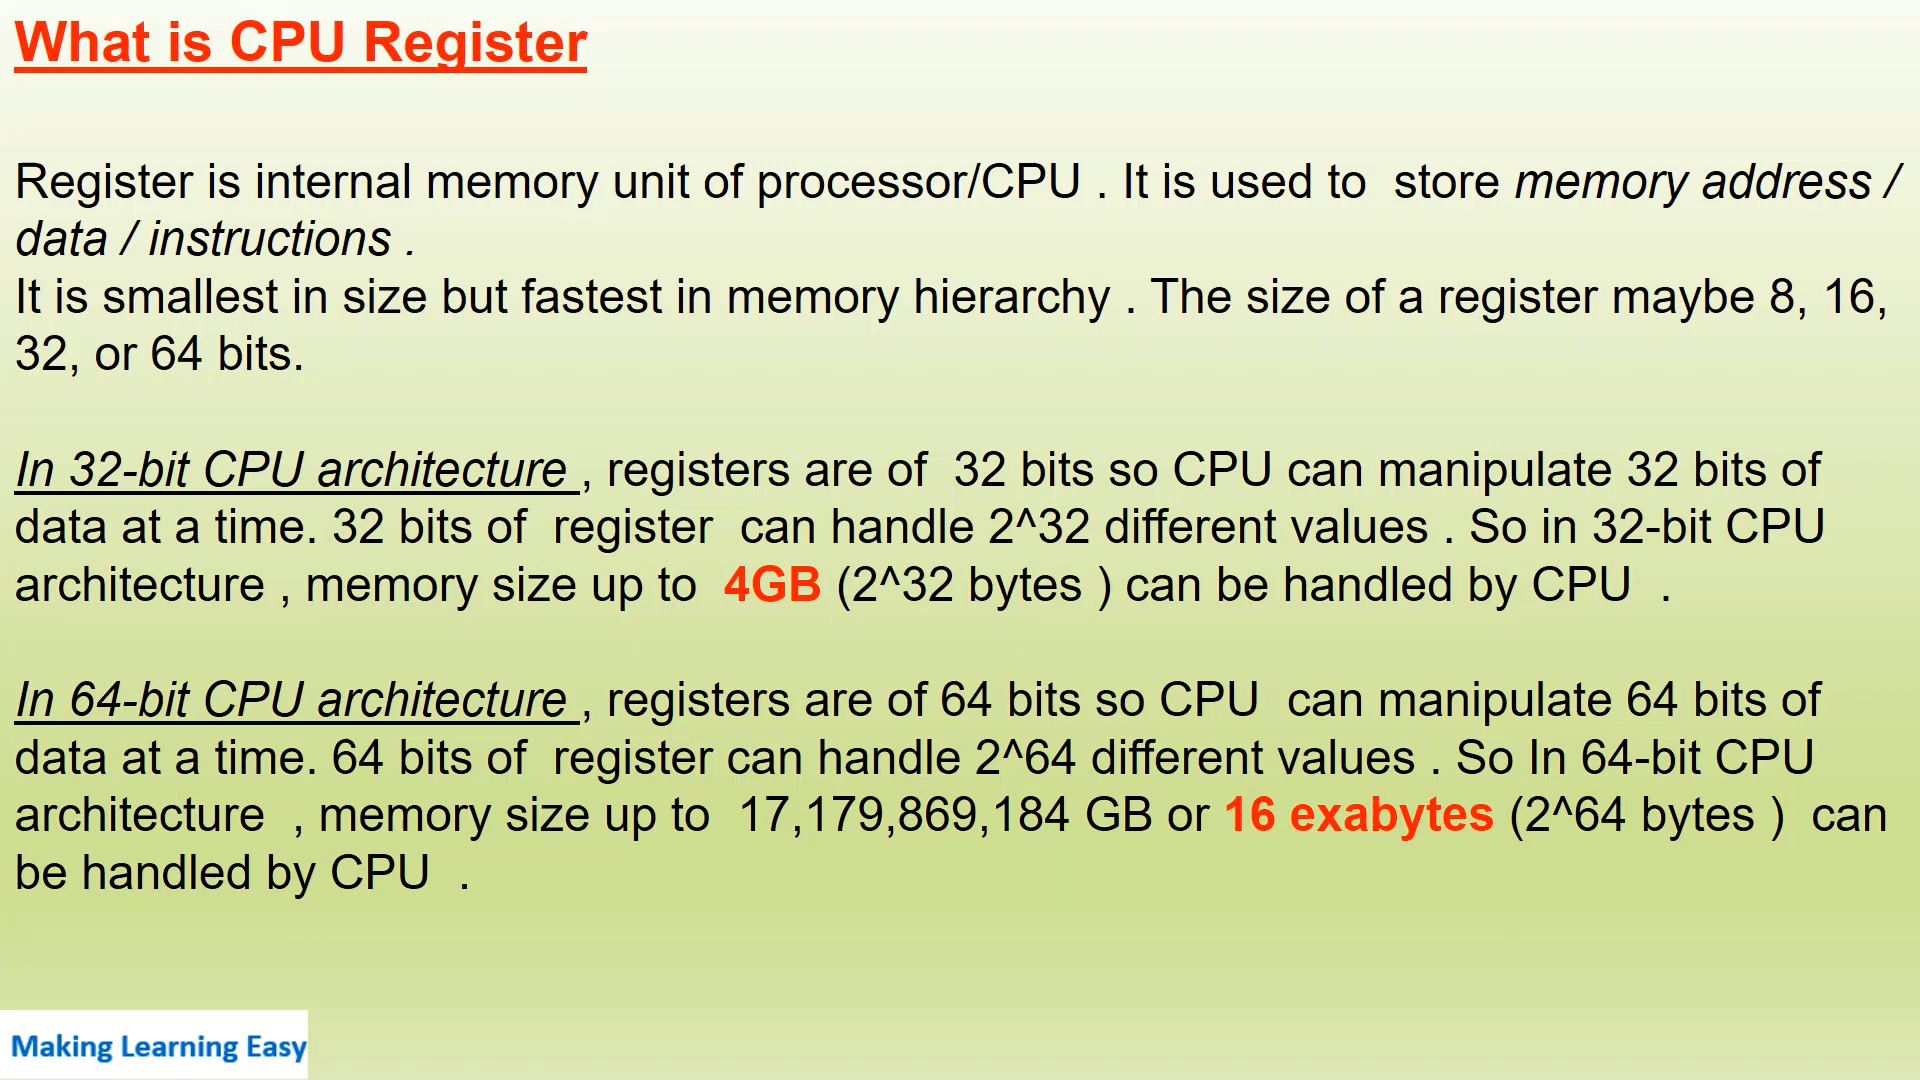 What is CPU Register
Register is internal memory unit of processor/CPU . It is used to  store memory address /
data / instructions .
It is smallest in size but fastest in memory hierarchy . The size of a register maybe 8, 16,
32, or 64 bits.
In 32-bit CPU architecture , registers are of  32 bits so CPU can manipulate 32 bits of
data at a time. 32 bits of  register  can handle 2^32 different values . So in 32-bit CPU
architecture , memory size up to  4GB (2^32 bytes ) can be handled by CPU  .
In 64-bit CPU architecture , registers are of 64 bits so CPU  can manipulate 64 bits of
data at a time. 64 bits of  register can handle 2^64 different values . So In 64-bit CPU
architecture  , memory size up to  17,179,869,184 GB or 16 exabytes (2^64 bytes )  can
be handled by CPU  .
Making Learning Easy